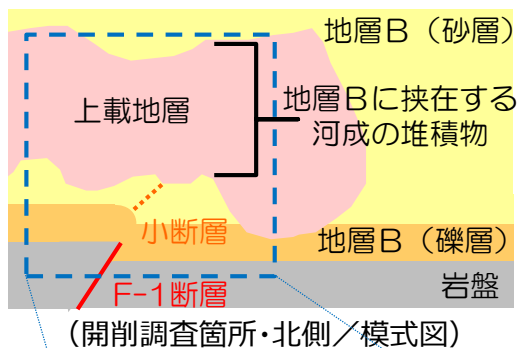 地層B（砂層）
上載地層
地層Bに挟在する
河成の堆積物
小断層
地層B（礫層）
F-1断層
岩盤
（開削調査箇所･北側／模式図）